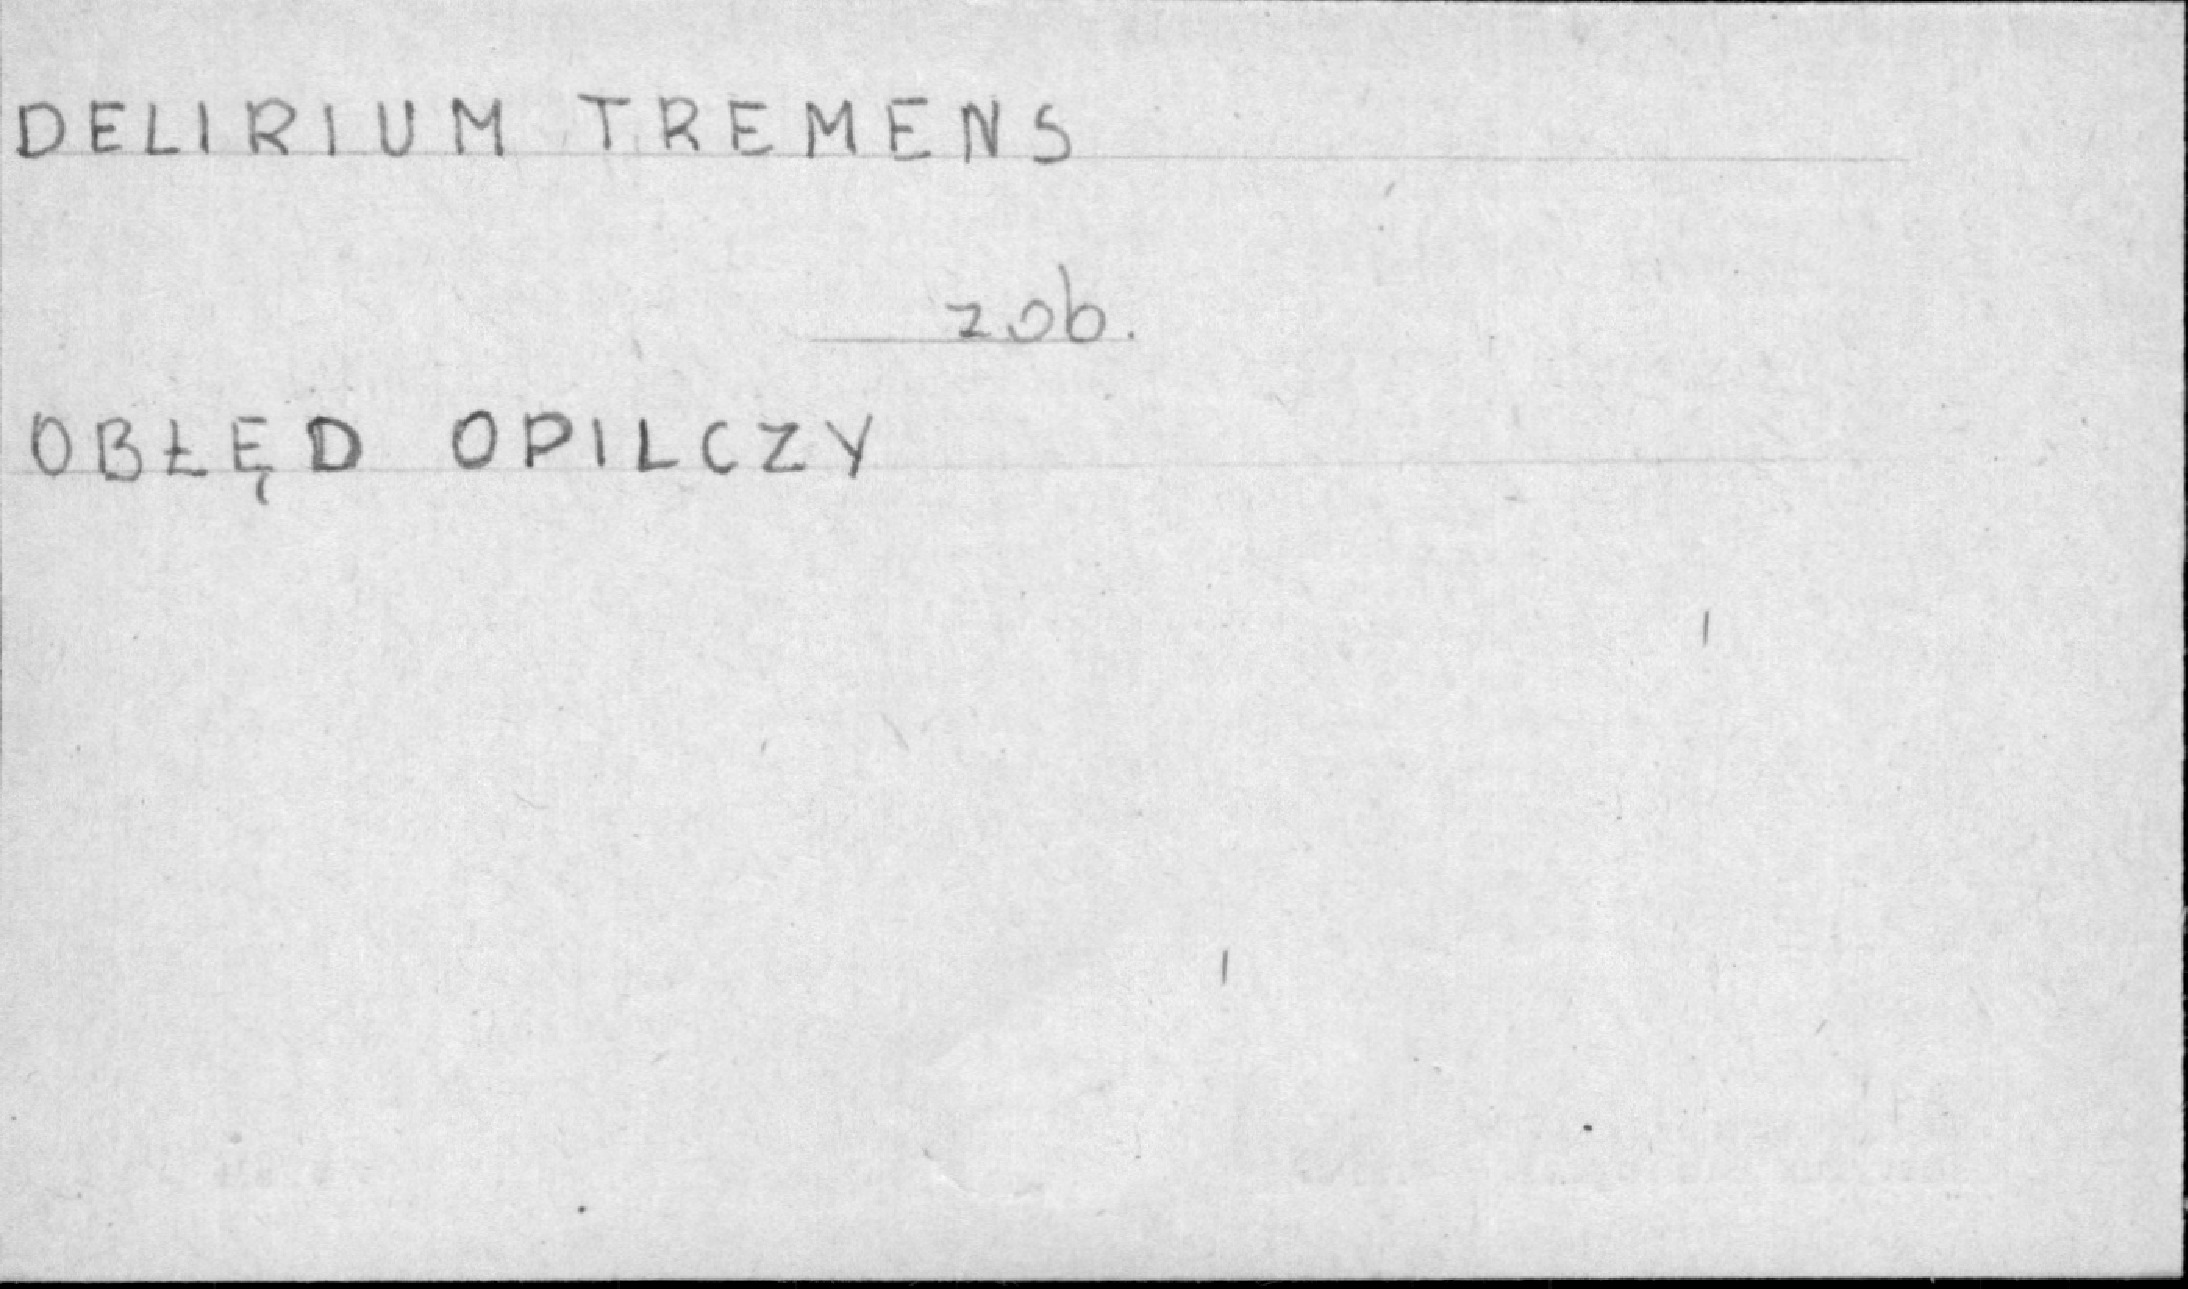 DELIRIUM TREMENS
zob.
OBŁĘD OPILCZY